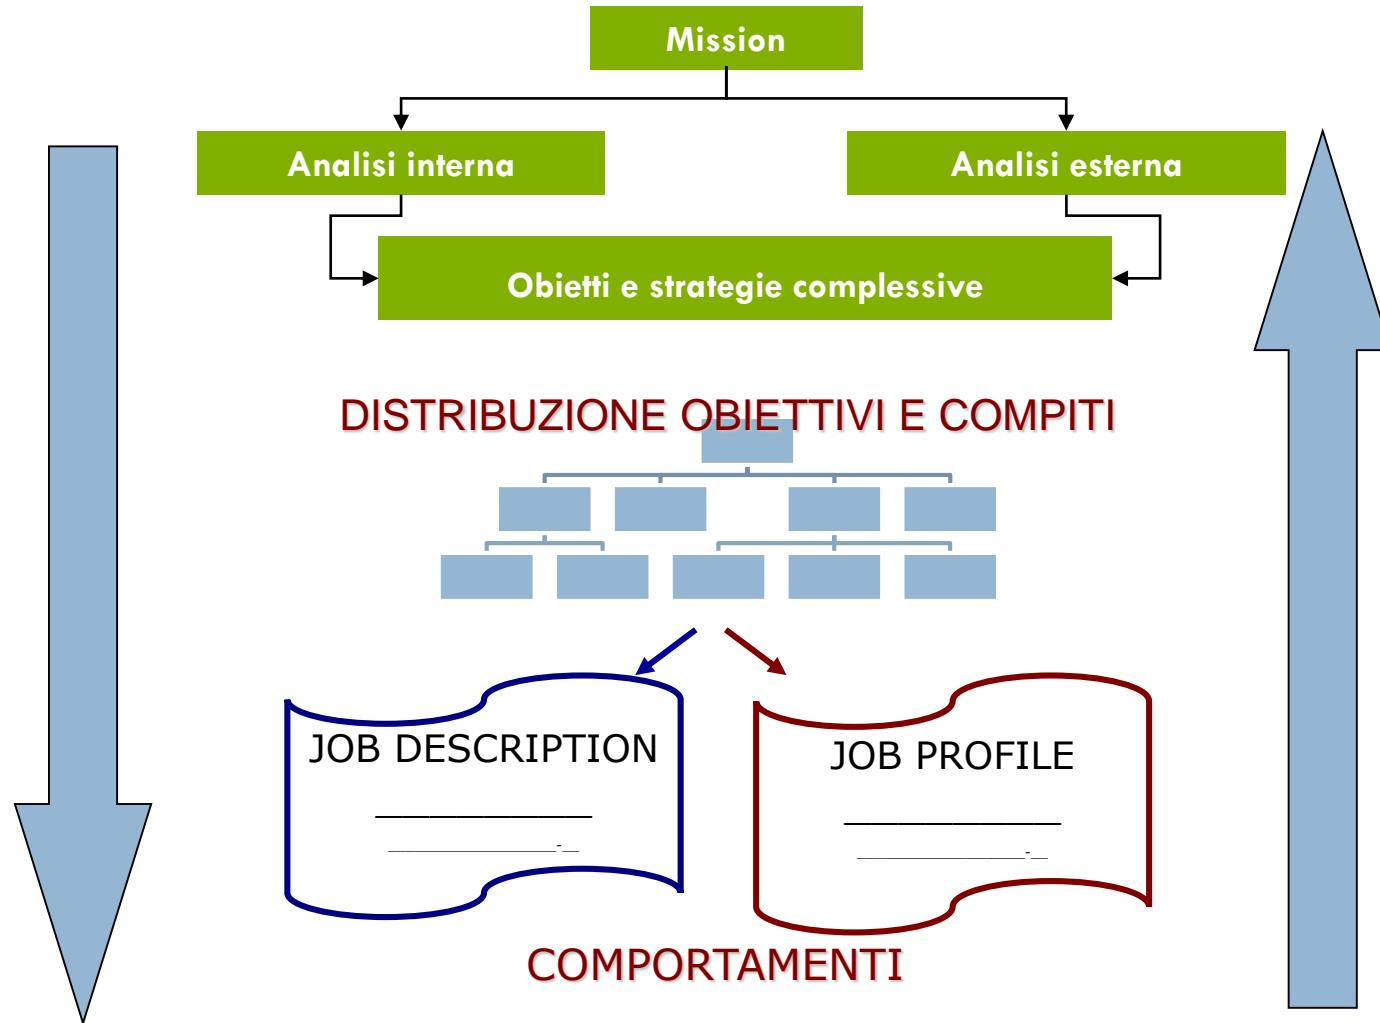 Mission
Analisi interna
Analisi esterna
Obietti e strategie complessive
DISTRIBUZIONE OBIETTIVI E COMPITI
JOB DESCRIPTION
JOB PROFILE
COMPORTAMENTI